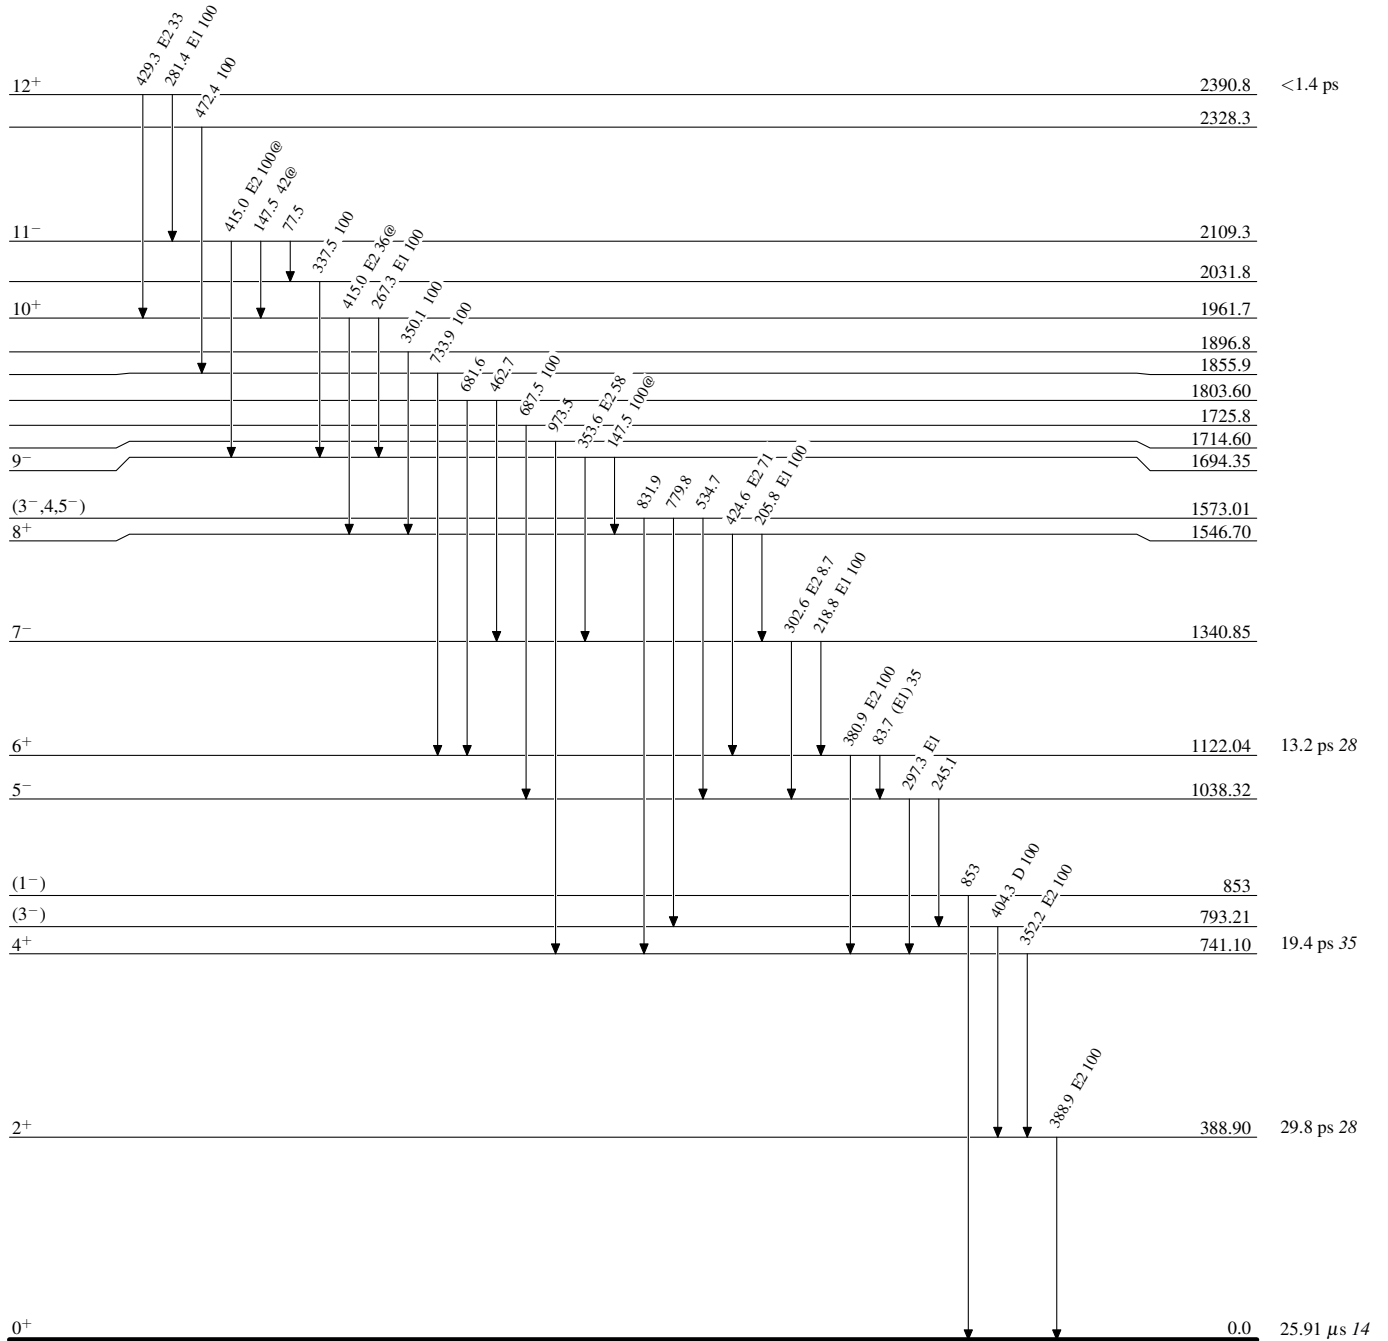 429.3 E2 33
281.4 E1 100
472.4 100
12⁺ 2390.8 <1.4 ps
2328.3
415.0 E2 100@
147.5 42@
77.5
337.5 100
11⁻ 2109.3
2031.8
415.0 E2 36@
267.3 E1 100
350.1 100
10⁺ 1961.7
733.9 100
1896.8
1855.9
681.6
462.7
1803.60
687.5 100
973.5
353.6 E2 58
147.5 100@
1725.8
1714.60
9⁻ 1694.35
831.9
779.8
534.7
424.6 E2 71
205.8 E1 100
(3⁻,4,5⁻) 1573.01
8⁺ 1546.70
302.6 E2 8.7
218.8 E1 100
7⁻ 1340.85
380.9 E2 100
83.7 (E1) 35
6⁺ 1122.04 13.2 ps 28
297.3 E1
245.1
5⁻ 1038.32
853
404.3 D 100
352.2 E2 100
(1⁻) 853
(3⁻) 793.21
4⁺ 741.10 19.4 ps 35
388.9 E2 100
2⁺ 388.90 29.8 ps 28
0⁺ 0.0 25.91 μs 14